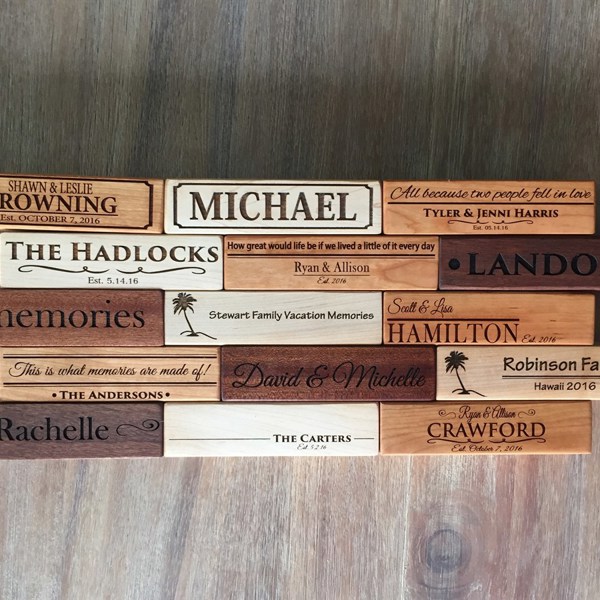 SHAWN & LESLIE
ROWNING
Est. OCTOBER 7, 2016
MICHAEL
All because two people fell in love
TYLER & JENNI HARRIS
Est. 05.14.16
THE HADLOCKS
Est. 5.14.16
How great would life be if we lived a little of it every day
Ryan & Allison
Est. 2016
• LANDO
nemories
Stewart Family Vacation Memories
Scott & Lisa
HAMILTON Est. 2016
This is what memories are made of!
• THE ANDERSONS •
David & Michelle
Robinson Fa
Hawaii 2016
Rachelle
THE CARTERS
Est. 5.2.16
Ryan & Allison
CRAWFORD
Est. October 7, 2016